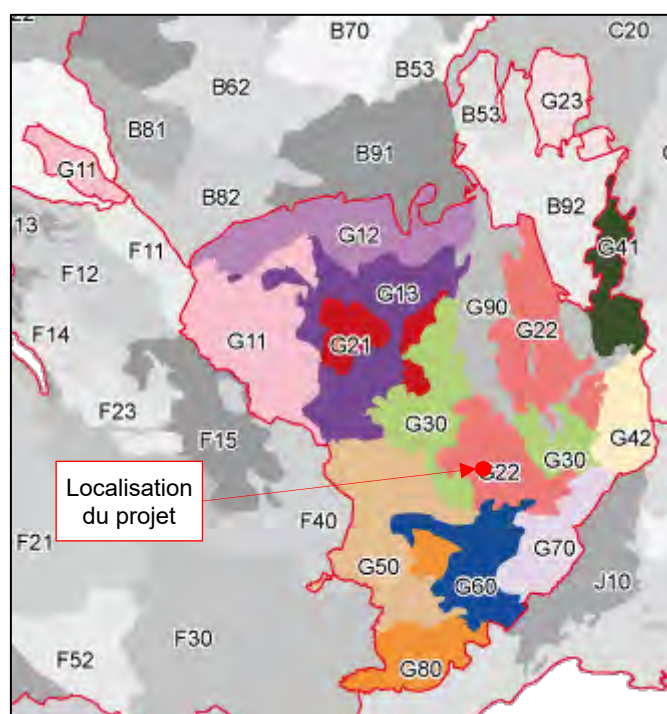 22
B70
C20
B53
B62
G23
B53
B81
B91
G11
B82
B92
13
G12
G41
F11
F12
G13
G90
G22
F14
G11
G21
F23
G30
G42
F15
G30
G22
Localisation
du projet
F40
F21
G50
G70
G60
J10
F30
F52
G80